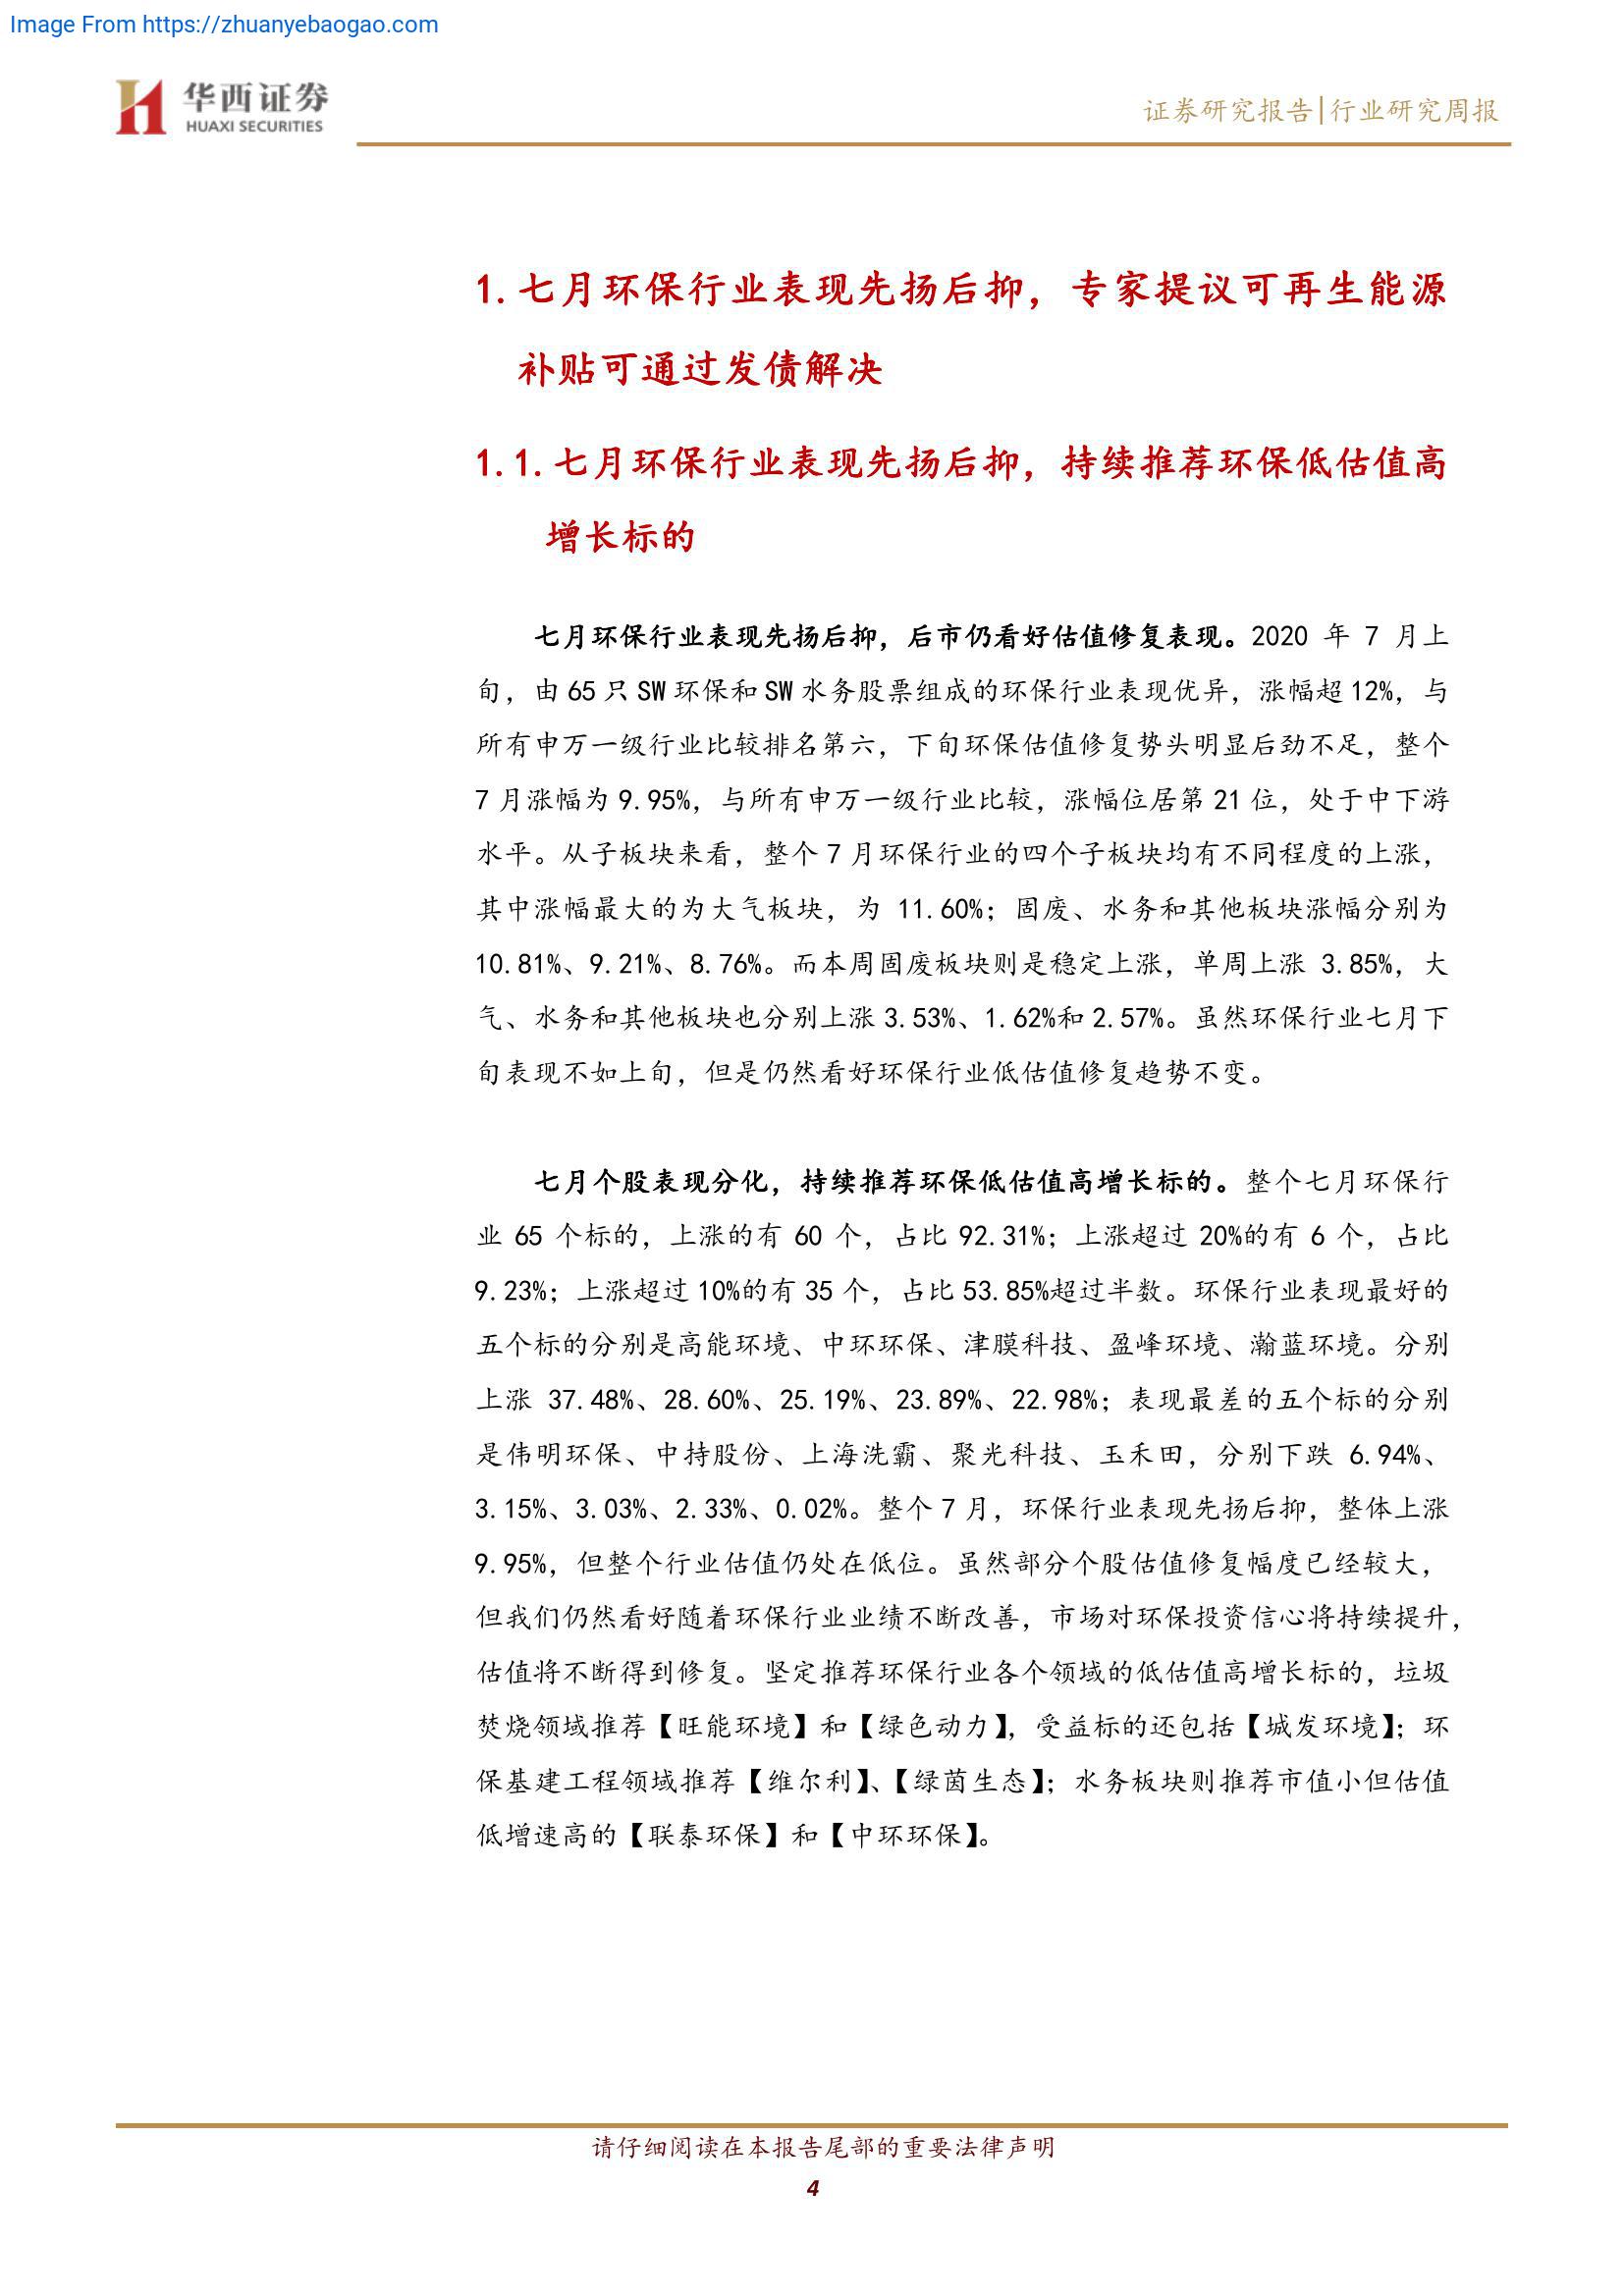 Image From https://zhuanyebaogao.com
华西证券
HUAXI SECURITIES
证券研究报告|行业研究周报
1. 七月环保行业表现先扬后抑，专家提议可再生能源
补贴可通过发债解决
1.1. 七月环保行业表现先扬后抑，持续推荐环保低估值高
增长标的
七月环保行业表现先扬后抑，后市仍看好估值修复表现。2020 年 7 月上
旬，由 65 只 SW 环保和 SW 水务股票组成的环保行业表现优异，涨幅超 12%，与
所有申万一级行业比较排名第六，下旬环保估值修复势头明显后劲不足，整个
7 月涨幅为 9.95%，与所有申万一级行业比较，涨幅位居第 21 位，处于中下游
水平。从子板块来看，整个 7 月环保行业的四个子板块均有不同程度的上涨，
其中涨幅最大的为大气板块，为 11.60%；固废、水务和其他板块涨幅分别为
10.81%、9.21%、8.76%。而本周固废板块则是稳定上涨，单周上涨 3.85%，大
气、水务和其他板块也分别上涨 3.53%、1.62%和 2.57%。虽然环保行业七月下
旬表现不如上旬，但是仍然看好环保行业低估值修复趋势不变。
七月个股表现分化，持续推荐环保低估值高增长标的。整个七月环保行
业 65 个标的，上涨的有 60 个，占比 92.31%；上涨超过 20%的有 6 个，占比
9.23%；上涨超过 10%的有 35 个，占比 53.85%超过半数。环保行业表现最好的
五个标的分别是高能环境、中环环保、津膜科技、盈峰环境、瀚蓝环境。分别
上涨 37.48%、28.60%、25.19%、23.89%、22.98%；表现最差的五个标的分别
是伟明环保、中持股份、上海洗霸、聚光科技、玉禾田，分别下跌 6.94%、
3.15%、3.03%、2.33%、0.02%。整个 7 月，环保行业表现先扬后抑，整体上涨
9.95%，但整个行业估值仍处在低位。虽然部分个股估值修复幅度已经较大，
但我们仍然看好随着环保行业业绩不断改善，市场对环保投资信心将持续提升，
估值将不断得到修复。坚定推荐环保行业各个领域的低估值高增长标的，垃圾
焚烧领域推荐【旺能环境】和【绿色动力】，受益标的还包括【城发环境】；环
保基建工程领域推荐【维尔利】、【绿茵生态】；水务板块则推荐市值小但估值
低增速高的【联泰环保】和【中环环保】。
请仔细阅读在本报告尾部的重要法律声明
4